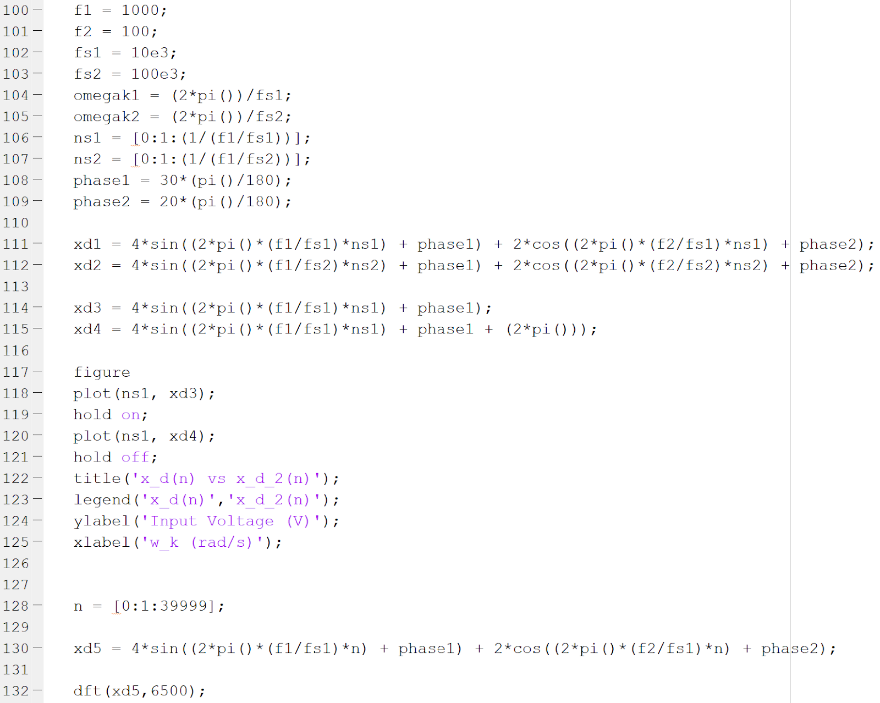 100 f1 = 1000;
101 f2 = 100;
102 fs1 = 10e3;
103 fs2 = 100e3;
104 omegak1 = (2*pi())/fs1;
105 omegak2 = (2*pi())/fs2;
106 ns1 = [0:1:(1/(f1/fs1))];
107 ns2 = [0:1:(1/(f1/fs2))];
108 phase1 = 30*(pi()/180);
109 phase2 = 20*(pi()/180);
110
111 xd1 = 4*sin((2*pi()*(f1/fs1)*ns1) + phase1) + 2*cos((2*pi()*(f2/fs1)*ns1) + phase2);
112 xd2 = 4*sin((2*pi()*(f1/fs2)*ns2) + phase1) + 2*cos((2*pi()*(f2/fs2)*ns2) + phase2);
113
114 xd3 = 4*sin((2*pi()*(f1/fs1)*ns1) + phase1);
115 xd4 = 4*sin((2*pi()*(f1/fs1)*ns1) + phase1 + (2*pi()));
116
117 figure
118 plot(ns1, xd3);
119 hold on;
120 plot(ns1, xd4);
121 hold off;
122 title('x_d(n) vs x_d_2(n)');
123 legend('x_d(n)','x_d_2(n)');
124 ylabel('Input Voltage (V)');
125 xlabel('w_k (rad/s)');
126
127
128 n = [0:1:39999];
129
130 xd5 = 4*sin((2*pi()*(f1/fs1)*n) + phase1) + 2*cos((2*pi()*(f2/fs1)*n) + phase2);
131
132 dft(xd5,6500);